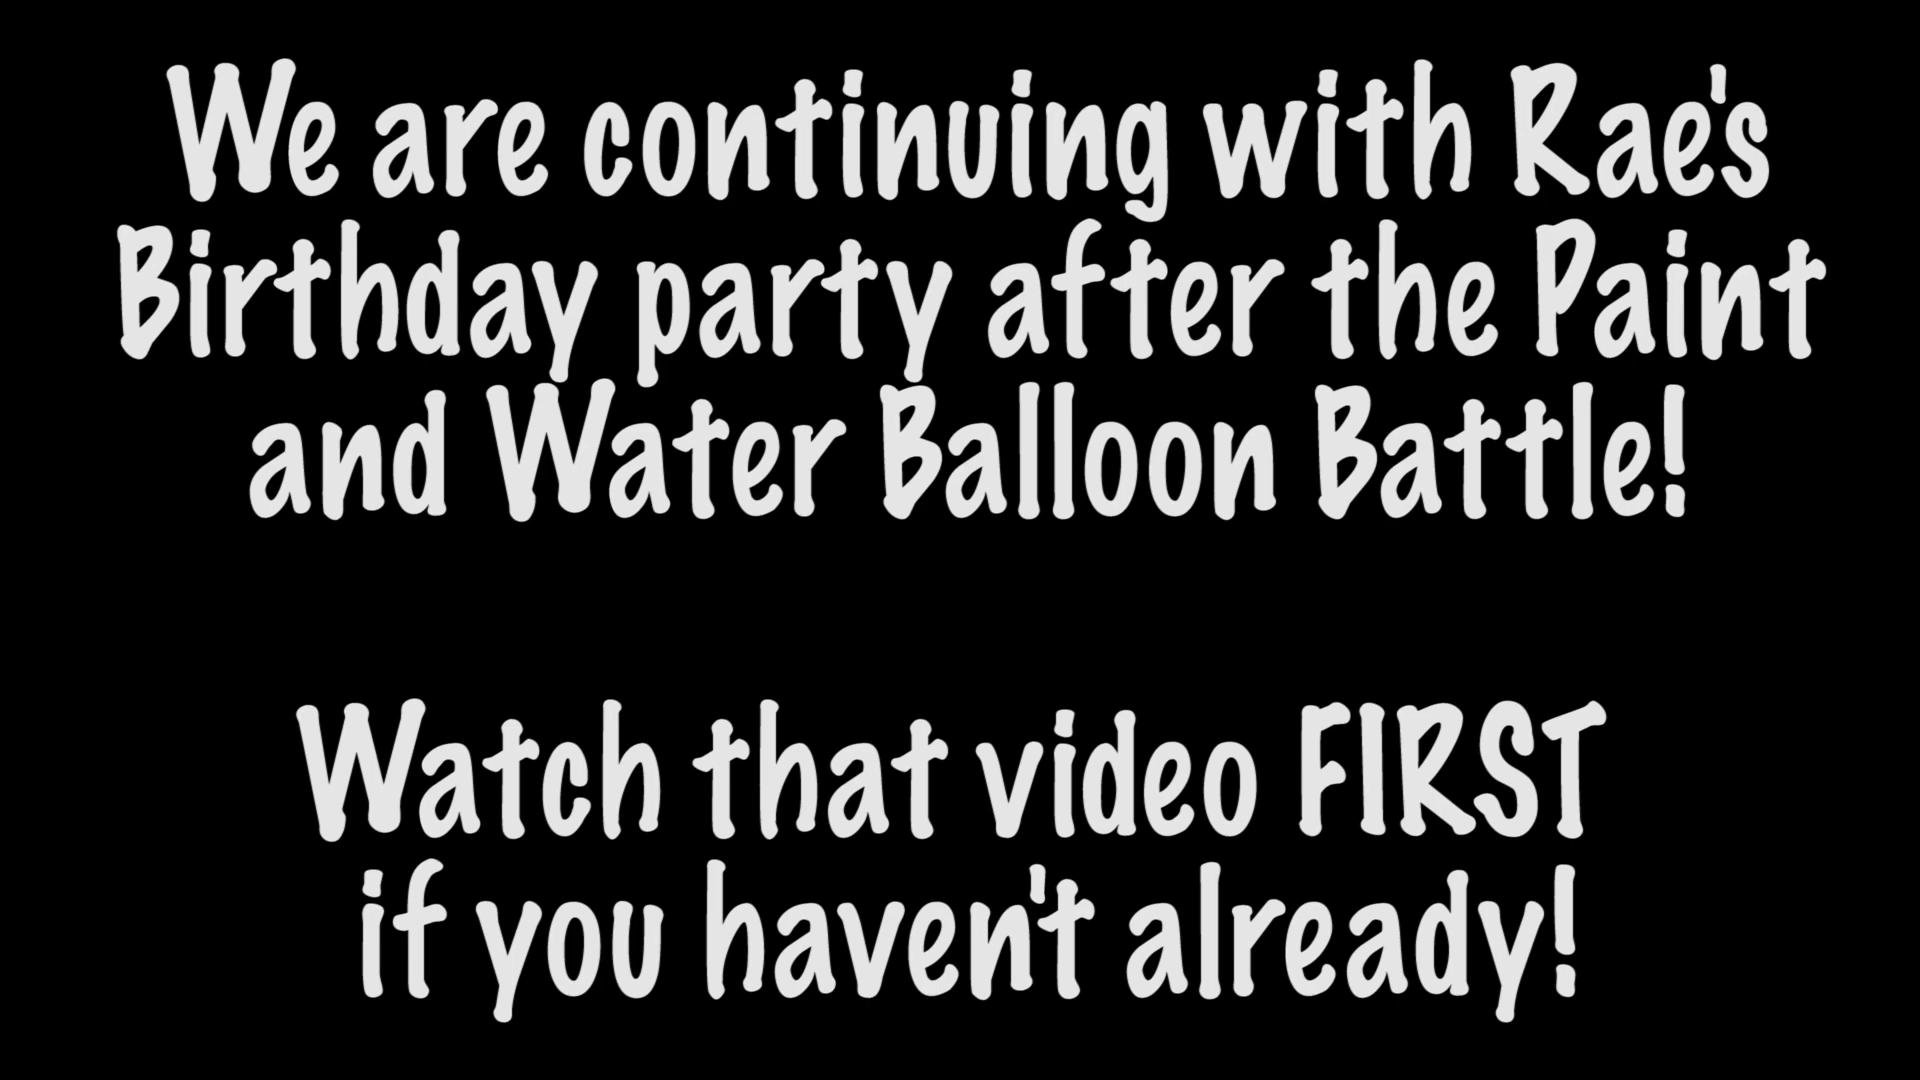 We are continuing with Rae's
Birthday party after the Paint
and Water Balloon Battle!
Watch that video FIRST
if you haven't already!